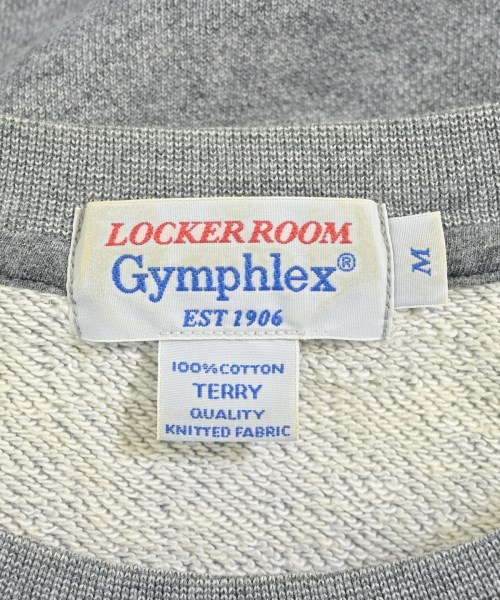 LOCKER ROOM
Gymphlex®
EST 1906
M
100% COTTON
TERRY
QUALITY
KNITTED FABRIC